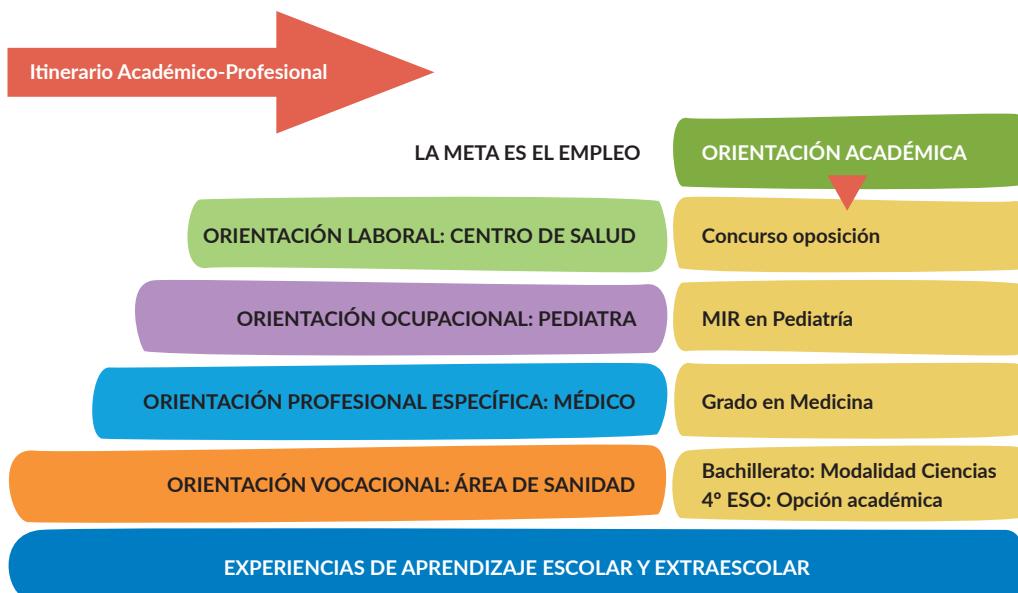 Itinerario Académico-Profesional
LA META ES EL EMPLEO
ORIENTACIÓN ACADÉMICA
ORIENTACIÓN LABORAL: CENTRO DE SALUD
Concurso oposición
ORIENTACIÓN OCUPACIONAL: PEDIATRA
MIR en Pediatría
ORIENTACIÓN PROFESIONAL ESPECÍFICA: MÉDICO
Grado en Medicina
ORIENTACIÓN VOCACIONAL: ÁREA DE SANIDAD
Bachillerato: Modalidad Ciencias
4º ESO: Opción académica
EXPERIENCIAS DE APRENDIZAJE ESCOLAR Y EXTRAESCOLAR